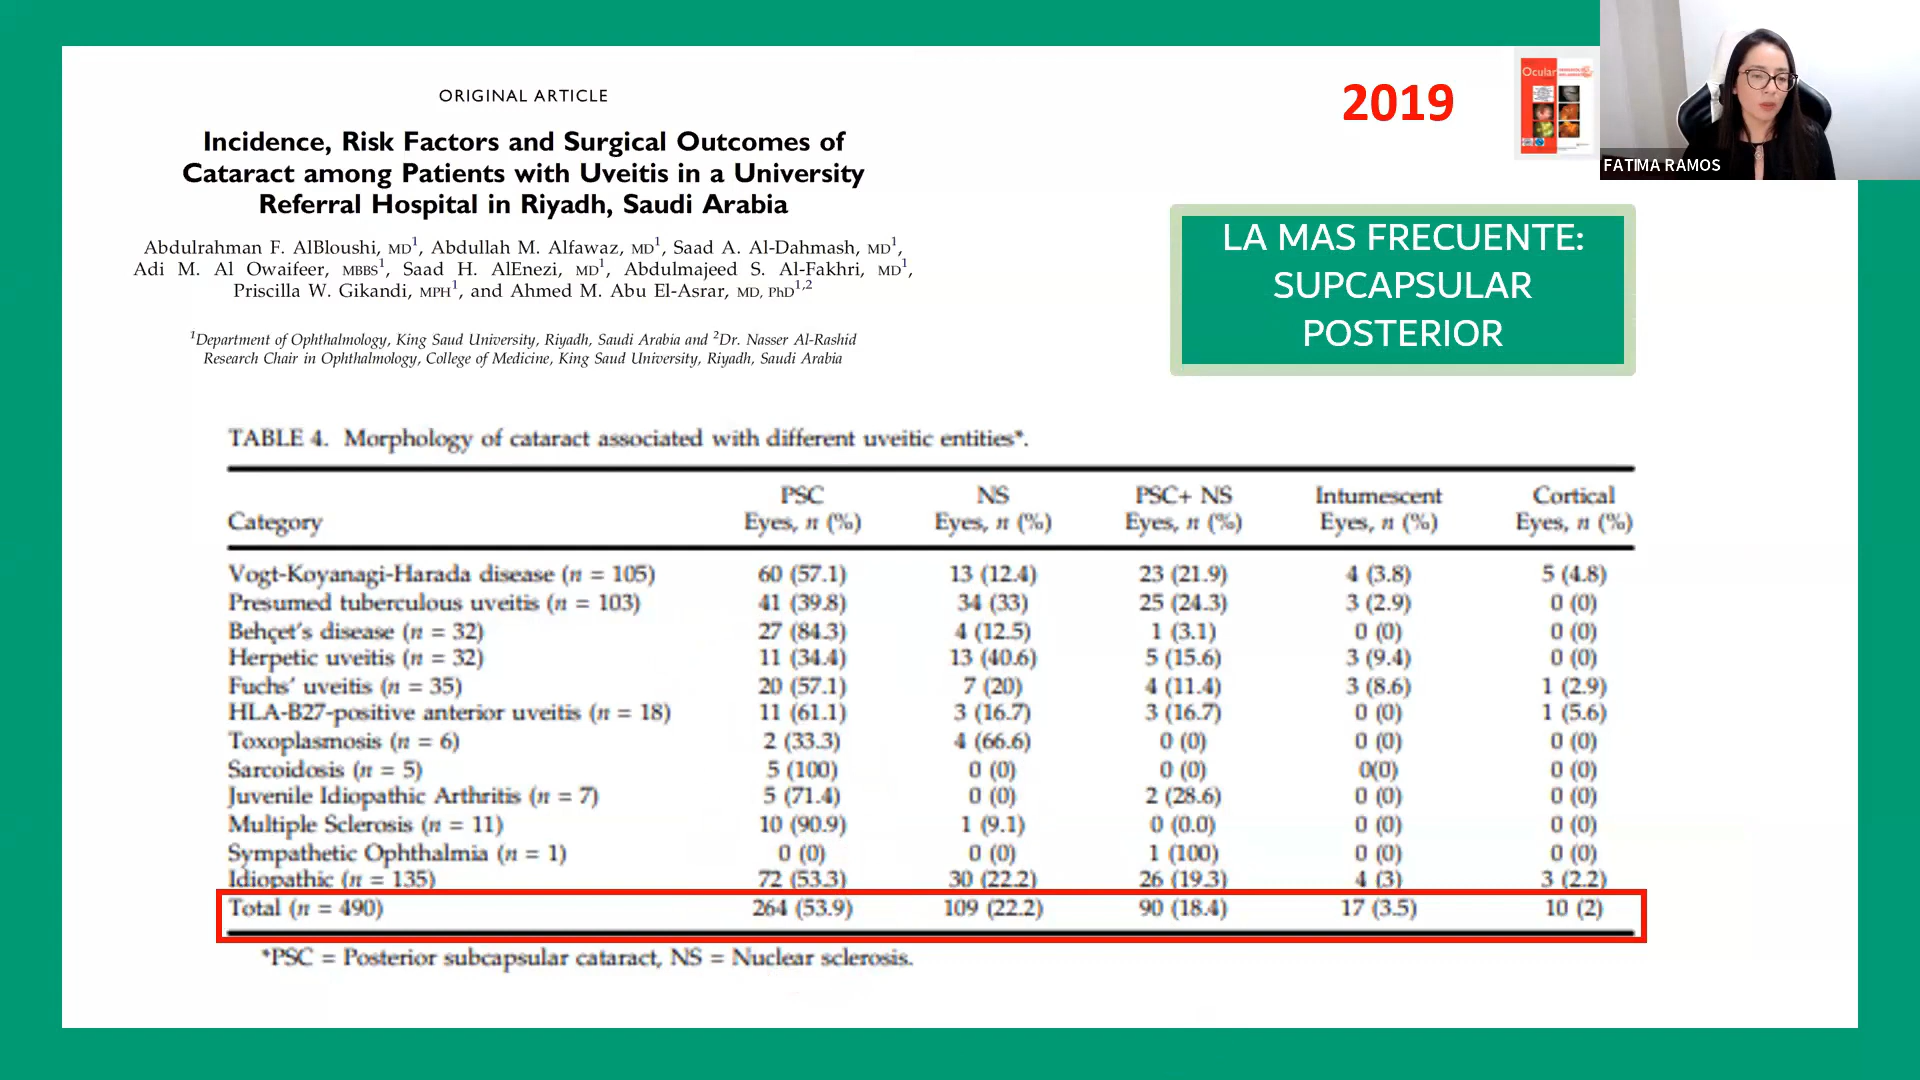 ORIGINAL ARTICLE
Incidence, Risk Factors and Surgical Outcomes of
Cataract among Patients with Uveitis in a University
Referral Hospital in Riyadh, Saudi Arabia
Abdulrahman F. AlBloushi, MD1, Abdullah M. Alfawaz, MD1, Saad A. Al-Dahmash, MD1,
Adi M. Al Owaifeer, MBBS1, Saad H. AlEnezi, MD1, Abdulmajeed S. Al-Fakhri, MD1,
Priscilla W. Gikandi, MPH1, and Ahmed M. Abu El-Asrar, MD, PhD1,2
1Department of Ophthalmology, King Saud University, Riyadh, Saudi Arabia and 2Dr. Nasser Al-Rashid
Research Chair in Ophthalmology, College of Medicine, King Saud University, Riyadh, Saudi Arabia
2019
Ocular
FATIMA RAMOS
LA MAS FRECUENTE:
SUPCAPSULAR
POSTERIOR
TABLE 4. Morphology of cataract associated with different uveitic entities*.
PSC NS PSC+ NS Intumescent Cortical
Category Eyes, n (%) Eyes, n (%) Eyes, n (%) Eyes, n (%) Eyes, n (%)
Vogt-Koyanagi-Harada disease (n = 105) 60 (57.1) 13 (12.4) 23 (21.9) 4 (3.8) 5 (4.8)
Presumed tuberculous uveitis (n = 103) 41 (39.8) 34 (33) 25 (24.3) 3 (2.9) 0 (0)
Behçet's disease (n = 32) 27 (84.3) 4 (12.5) 1 (3.1) 0 (0) 0 (0)
Herpetic uveitis (n = 32) 11 (34.4) 13 (40.6) 5 (15.6) 3 (9.4) 0 (0)
Fuchs' uveitis (n = 35) 20 (57.1) 7 (20) 4 (11.4) 3 (8.6) 1 (2.9)
HLA-B27-positive anterior uveitis (n = 18) 11 (61.1) 3 (16.7) 3 (16.7) 0 (0) 1 (5.6)
Toxoplasmosis (n = 6) 2 (33.3) 4 (66.6) 0 (0) 0 (0) 0 (0)
Sarcoidosis (n = 5) 5 (100) 0 (0) 0 (0) 0(0) 0 (0)
Juvenile Idiopathic Arthritis (n = 7) 5 (71.4) 0 (0) 2 (28.6) 0 (0) 0 (0)
Multiple Sclerosis (n = 11) 10 (90.9) 1 (9.1) 0 (0.0) 0 (0) 0 (0)
Sympathetic Ophthalmia (n = 1) 0 (0) 0 (0) 1 (100) 0 (0) 0 (0)
Idiopathic (n = 135) 72 (53.3) 30 (22.2) 26 (19.3) 4 (3) 3 (2.2)
Total (n = 490) 264 (53.9) 109 (22.2) 90 (18.4) 17 (3.5) 10 (2)
*PSC = Posterior subcapsular cataract, NS = Nuclear sclerosis.